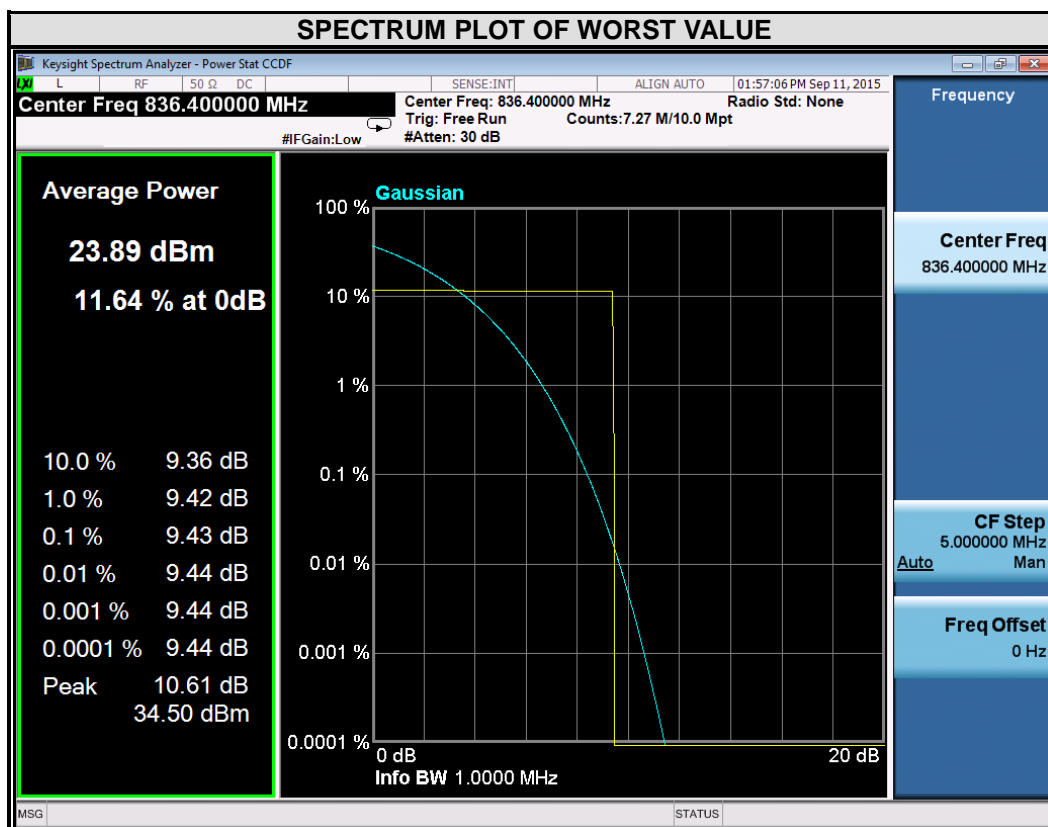 SPECTRUM PLOT OF WORST VALUE
Keysight Spectrum Analyzer - Power Stat CCDF
LXI L RF 50 Ω DC SENSE:INT ALIGN AUTO 01:57:06 PM Sep 11, 2015
Center Freq 836.400000 MHz
Center Freq: 836.400000 MHz Radio Std: None
Trig: Free Run Counts:7.27 M/10.0 Mpt
#IFGain:Low #Atten: 30 dB
Average Power
23.89 dBm
11.64 % at 0dB
10.0 % 9.36 dB
1.0 % 9.42 dB
0.1 % 9.43 dB
0.01 % 9.44 dB
0.001 % 9.44 dB
0.0001 % 9.44 dB
Peak 10.61 dB
34.50 dBm
Gaussian
100 %
10 %
1 %
0.1 %
0.01 %
0.001 %
0.0001 %
0 dB 20 dB
Info BW 1.0000 MHz
Frequency
Center Freq
836.400000 MHz
CF Step
5.000000 MHz
Auto Man
Freq Offset
0 Hz
MSG STATUS